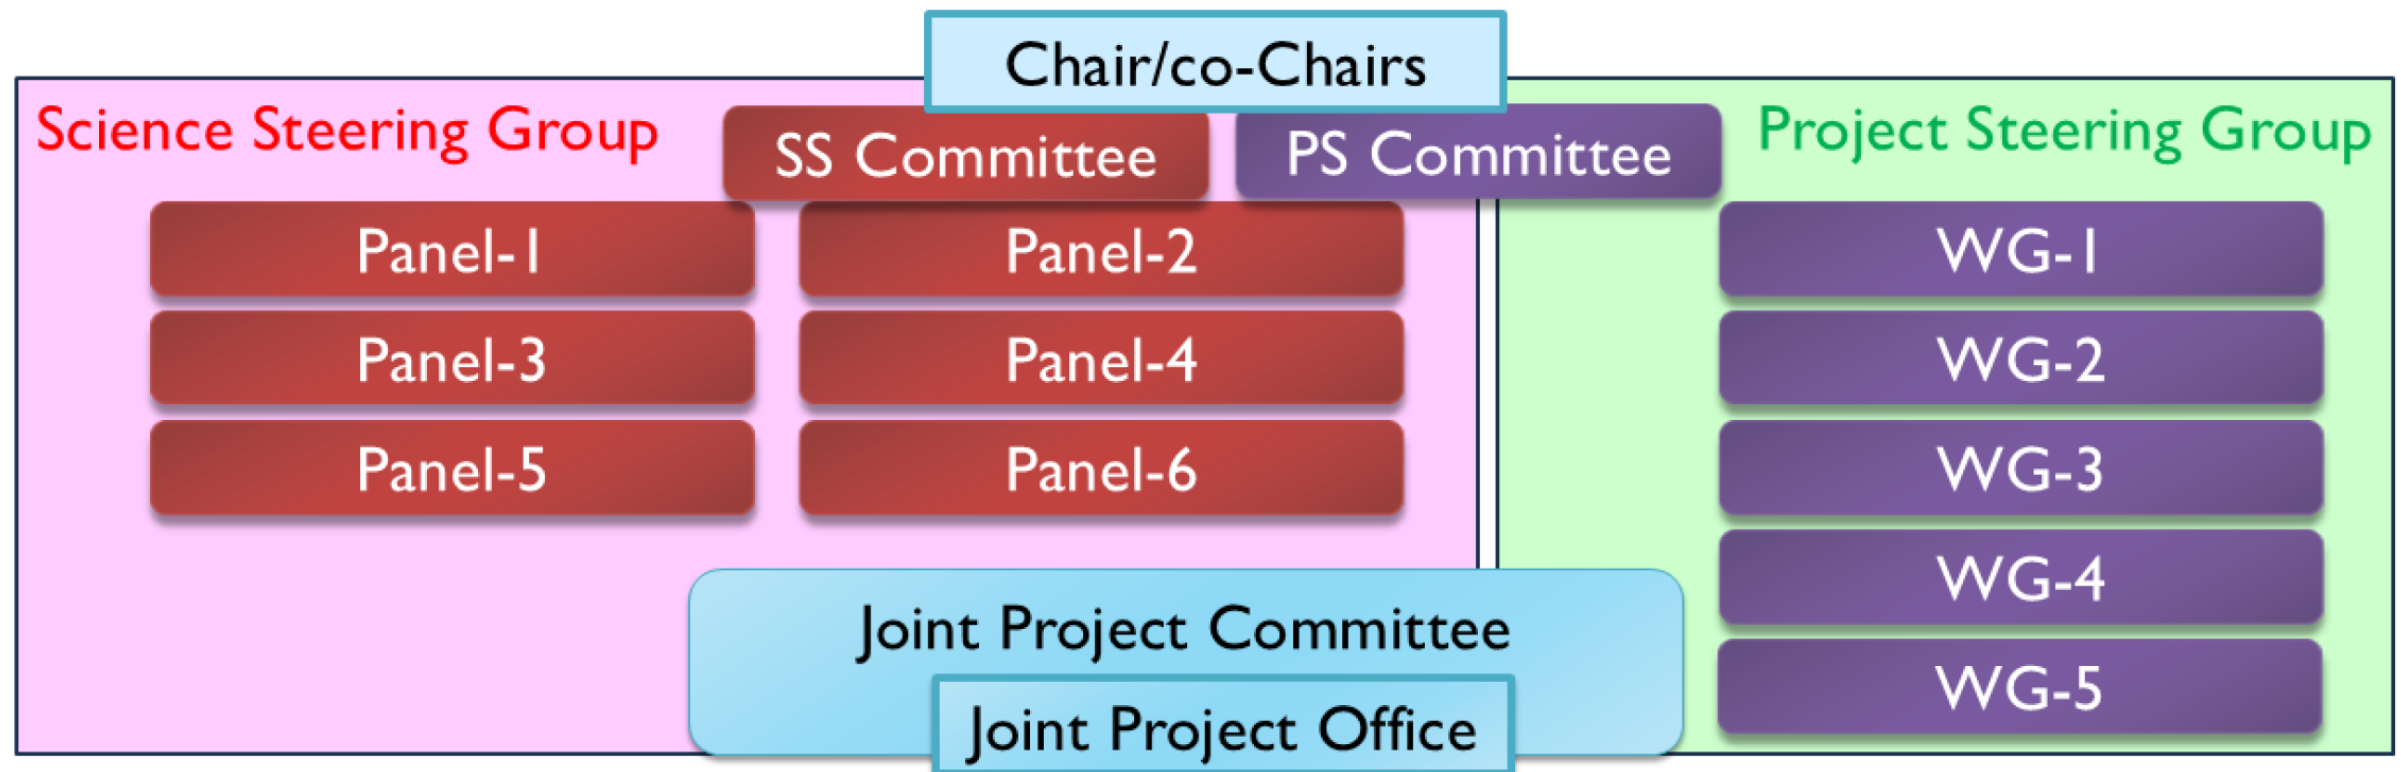 Chair/co-Chairs
Science Steering Group
SS Committee
PS Committee
Project Steering Group
Panel-1
Panel-2
WG-1
Panel-3
Panel-4
WG-2
Panel-5
Panel-6
WG-3
WG-4
Joint Project Committee
WG-5
Joint Project Office